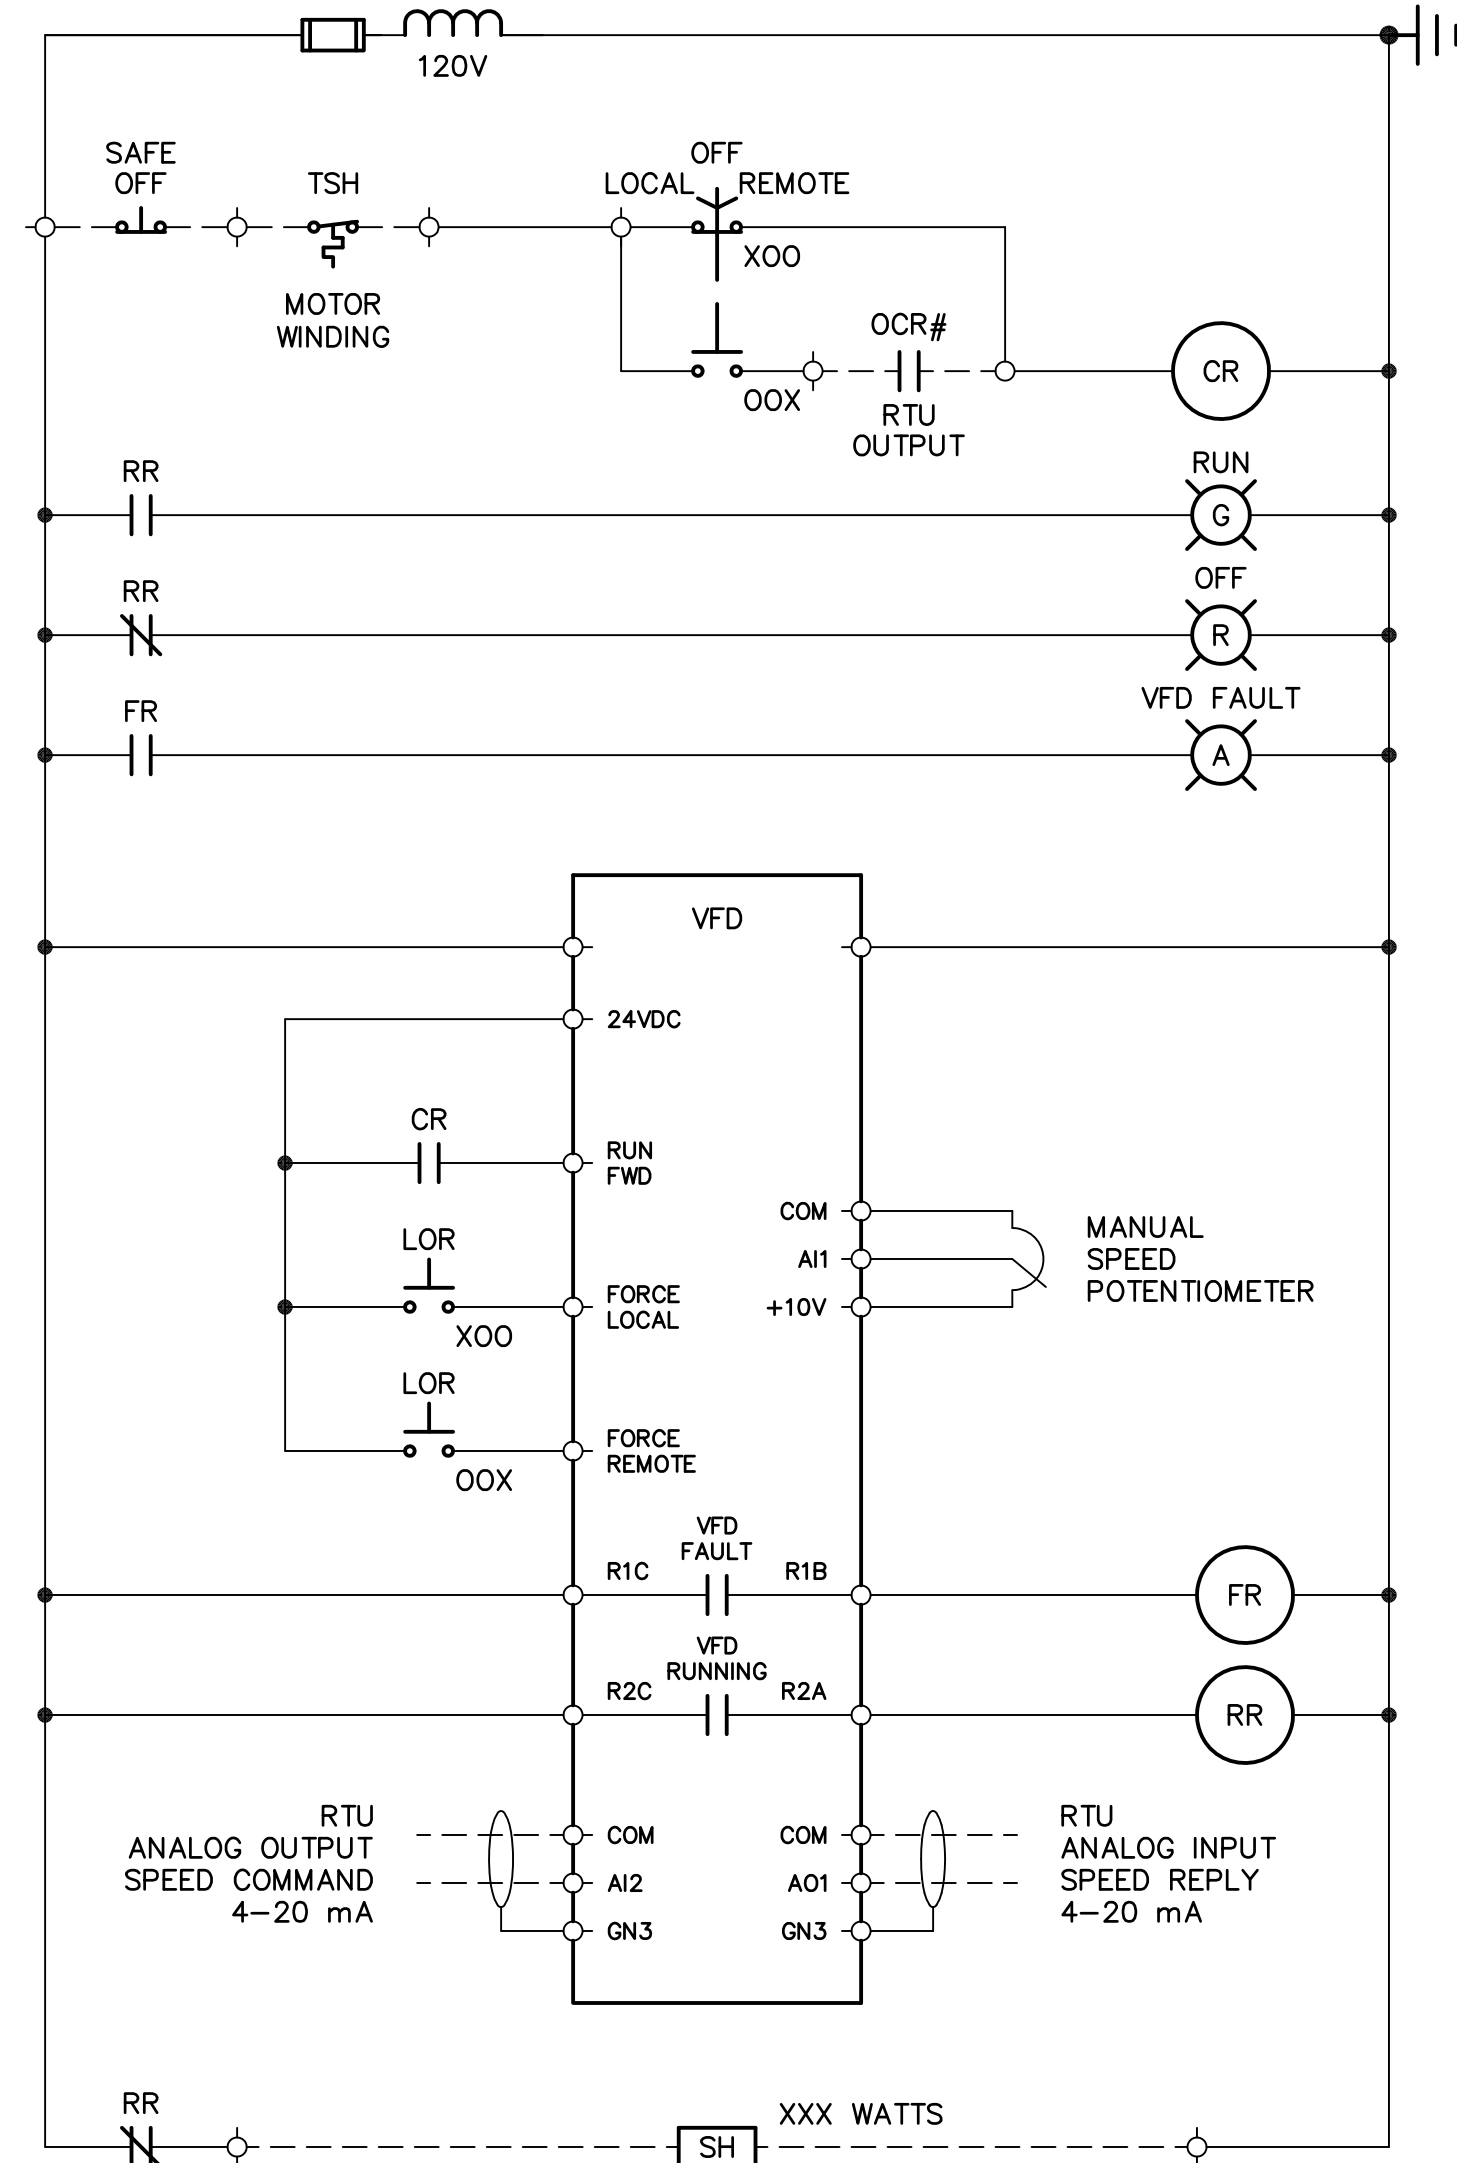 120V
SAFE
OFF
TSH
MOTOR
WINDING
OFF
LOCAL REMOTE
XOO
OCR#
OOX
RTU
OUTPUT
CR
RR
RUN
G
RR
OFF
R
FR
VFD FAULT
A
VFD
24VDC
CR
RUN
FWD
LOR
XOO
FORCE
LOCAL
LOR
OOX
FORCE
REMOTE
COM
AI1
+10V
MANUAL
SPEED
POTENTIOMETER
VFD
FAULT
R1C
R1B
FR
VFD
RUNNING
R2C
R2A
RR
RTU
ANALOG OUTPUT
SPEED COMMAND
4-20 mA
COM
AI2
GN3
COM
AO1
GN3
RTU
ANALOG INPUT
SPEED REPLY
4-20 mA
RR
XXX WATTS
SH